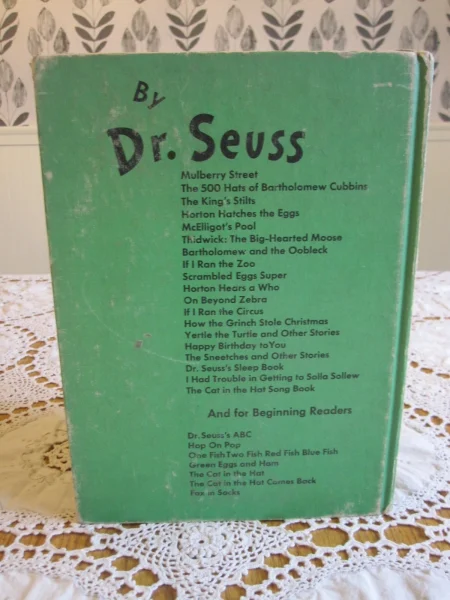 By
Dr. Seuss
Mulberry Street
The 500 Hats of Bartholomew Cubbins
The King's Stilts
Horton Hatches the Eggs
McElligot's Pool
Thidwick: The Big-Hearted Moose
Bartholomew and the Oobleck
If I Ran the Zoo
Scrambled Eggs Super
Horton Hears a Who
On Beyond Zebra
If I Ran the Circus
How the Grinch Stole Christmas
Yertle the Turtle and Other Stories
Happy Birthday to You
The Sneetches and Other Stories
Dr. Seuss's Sleep Book
I Had Trouble in Getting to Solla Sollew
The Cat in the Hat Song Book
And for Beginning Readers
Dr. Seuss's ABC
Hop On Pop
One Fish Two Fish Red Fish Blue Fish
Green Eggs and Ham
The Cat in the Hat
The Cat in the Hat Comes Back
Fox in Socks